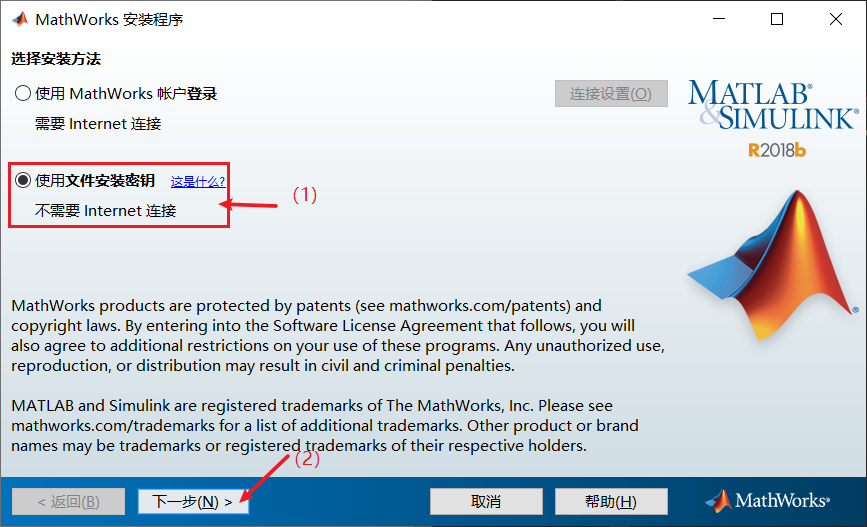 MathWorks 安装程序
选择安装方法
使用 MathWorks 帐户登录
连接设置(O)
需要 Internet 连接
使用文件安装密钥 这是什么?
不需要 Internet 连接
(1)
MATLAB®
&SIMULINK®
R2018b
MathWorks products are protected by patents (see mathworks.com/patents) and
copyright laws. By entering into the Software License Agreement that follows, you will
also agree to additional restrictions on your use of these programs. Any unauthorized use,
reproduction, or distribution may result in civil and criminal penalties.
MATLAB and Simulink are registered trademarks of The MathWorks, Inc. Please see
mathworks.com/trademarks for a list of additional trademarks. Other product or brand
names may be trademarks or registered trademarks of their respective holders.
(2)
< 返回(B)
下一步(N) >
取消
帮助(H)
MathWorks®